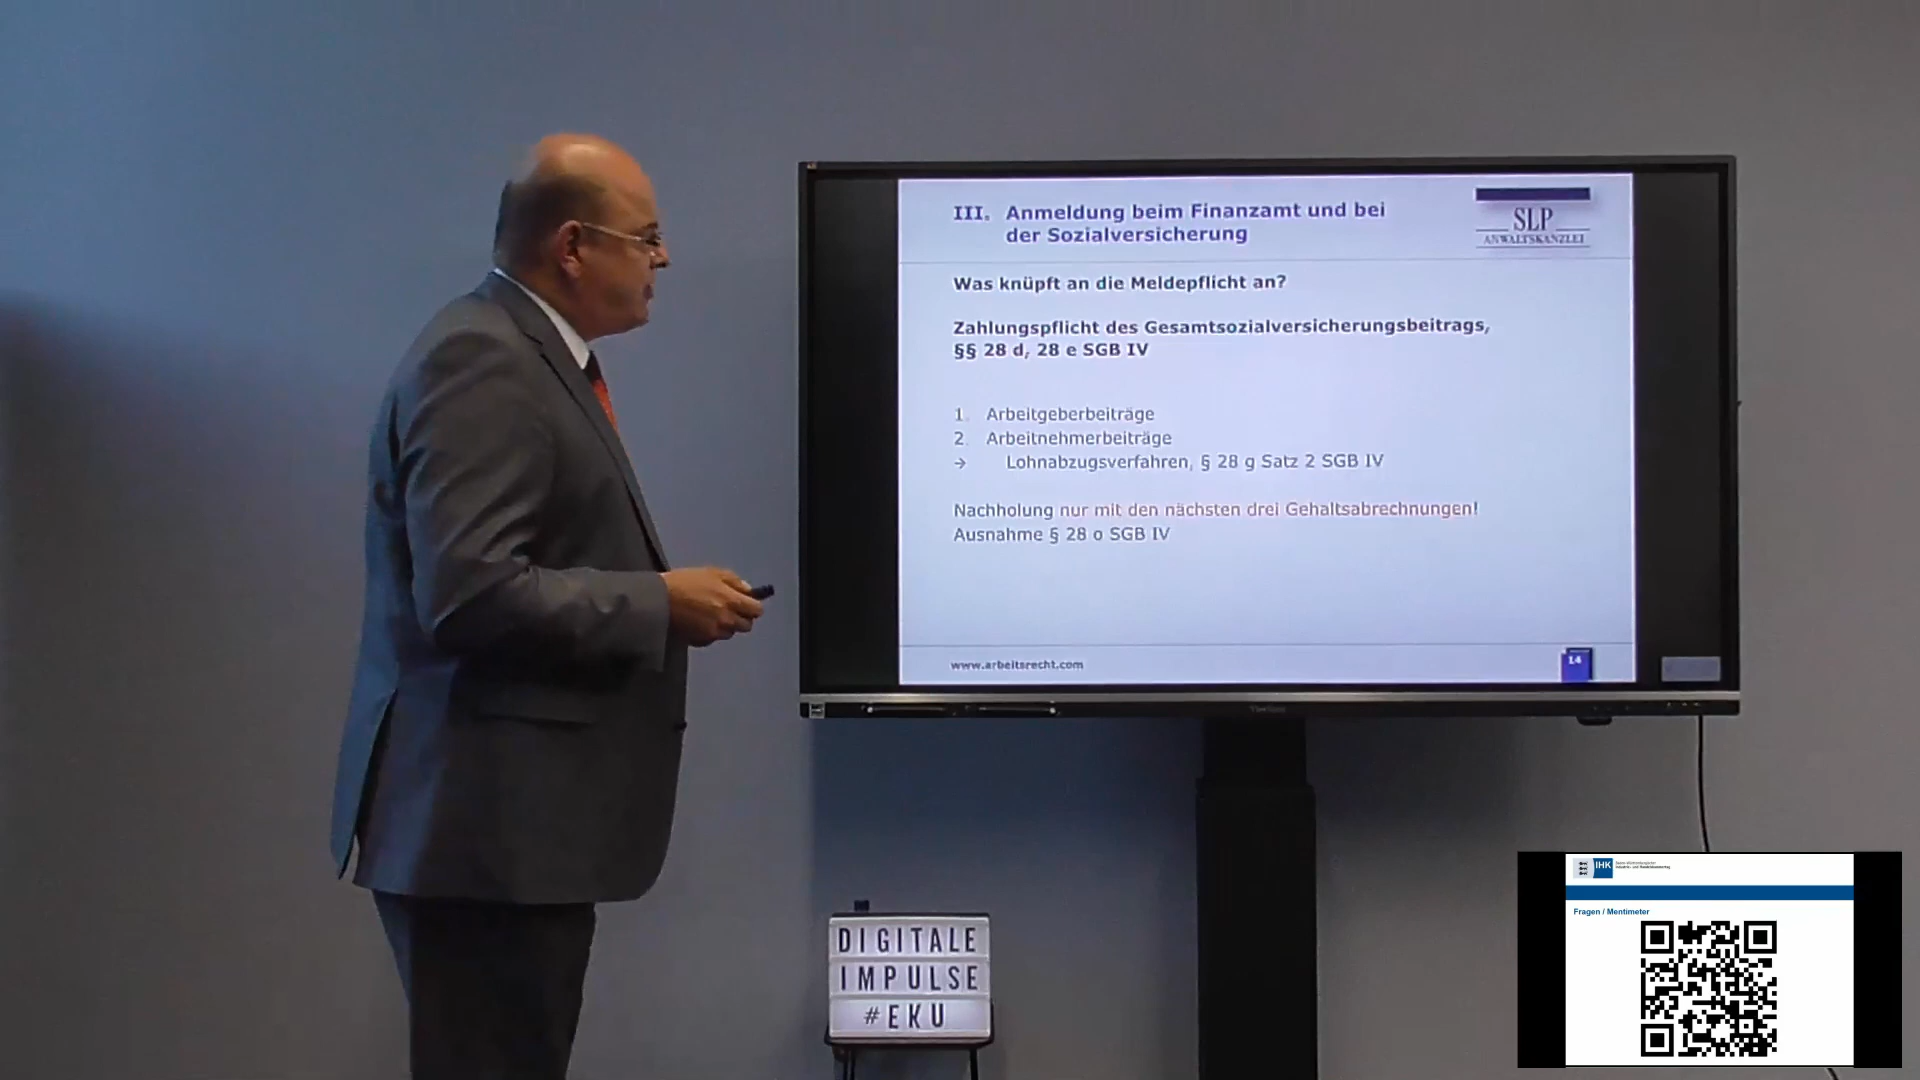 III. Anmeldung beim Finanzamt und bei
der Sozialversicherung
SLP
ANWALTSKANZLEI
Was knüpft an die Meldepflicht an?
Zahlungspflicht des Gesamtsozialversicherungsbeitrags,
§§ 28 d, 28 e SGB IV
1. Arbeitgeberbeiträge
2. Arbeitnehmerbeiträge
→ Lohnabzugsverfahren, § 28 g Satz 2 SGB IV
Nachholung nur mit den nächsten drei Gehaltsabrechnungen!
Ausnahme § 28 o SGB IV
www.arbeitsrecht.com
14
DIGITALE
IMPULSE
#EKU
IHK
Fragen / Mentimeter